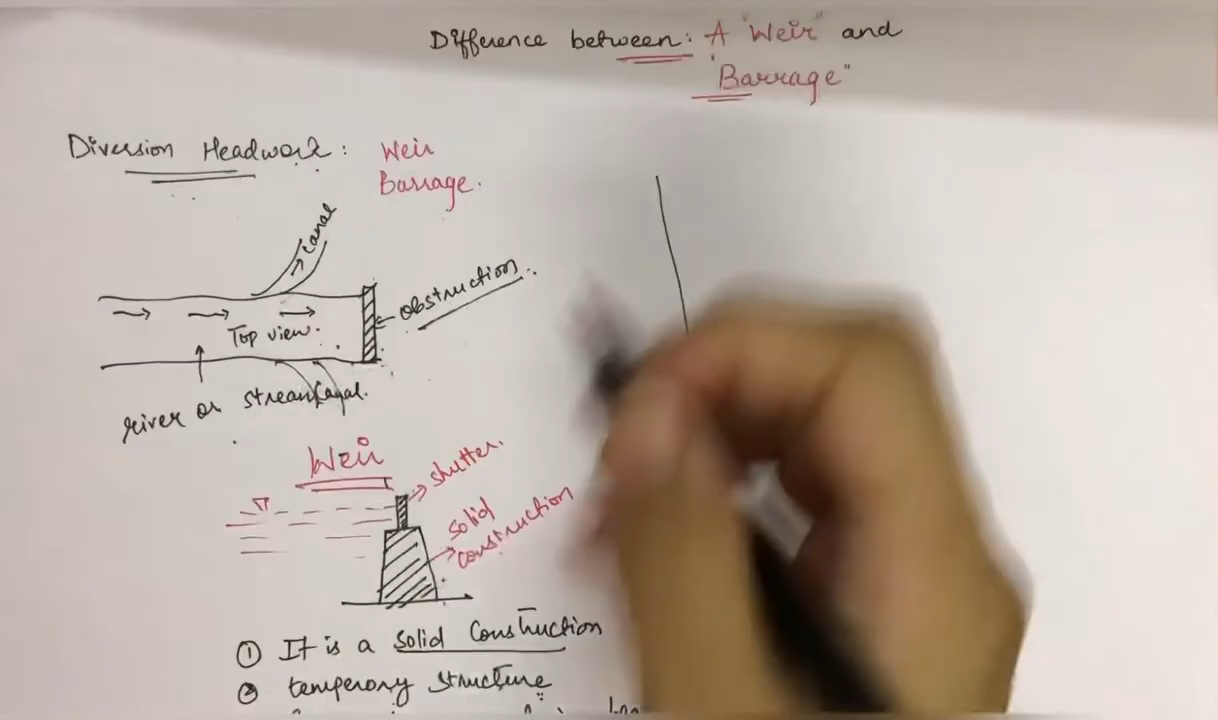 Difference between: A "Weir" and
"Barrage"
Diversion Headwork:
Weir
Barrage.
Canal
obstruction.
Top view.
river or stream
Canal.
Weir
shutter.
solid
construction
① It is a solid Construction
② temperory structure